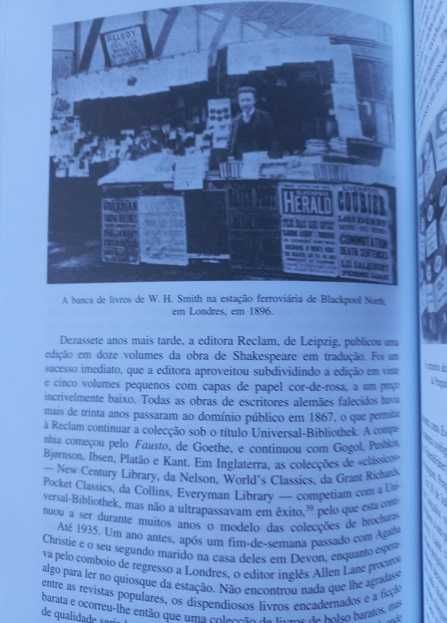 MELODY
HERALD
COURIER
COMMUTATION
DEATH SENTENCES
A banca de livros de W. H. Smith na estação ferroviária de Blackpool North,
em Londres, em 1896.
Dezassete anos mais tarde, a editora Reclam, de Leipzig, publicou uma
edição em doze volumes da obra de Shakespeare em tradução. Foi um
sucesso imediato, que a editora aproveitou subdividindo a edição em vinte
e cinco volumes pequenos com capas de papel cor-de-rosa, a um preço
incrivelmente baixo. Todas as obras de escritores alemães falecidos havia
mais de trinta anos passaram ao domínio público em 1867, o que permitiu
à Reclam continuar a colecção sob o título Universal-Bibliothek. A compa-
nhia começou pelo Fausto, de Goethe, e continuou com Gogol, Pushkin,
Bjørnson, Ibsen, Platão e Kant. Em Inglaterra, as colecções de «clássicos»
— New Century Library, da Nelson, World's Classics, da Grant Richards,
Pocket Classics, da Collins, Everyman Library — competiam com a Uni-
versal-Bibliothek, mas não a ultrapassavam em êxito,³⁹ pelo que esta conti-
nuou a ser durante muitos anos o modelo das colecções de brochuras.
Até 1935. Um ano antes, após um fim-de-semana passado com Agatha
Christie e o seu segundo marido na casa deles em Devon, enquanto espera-
va pelo comboio de regresso a Londres, o editor inglês Allen Lane procurou
algo para ler no quiosque da estação. Não encontrou nada que lhe agradasse
entre as revistas populares, os dispendiosos livros encadernados e a ficção
barata e ocorreu-lhe então que uma colecção de livros de bolso baratos, mas
de qualidade